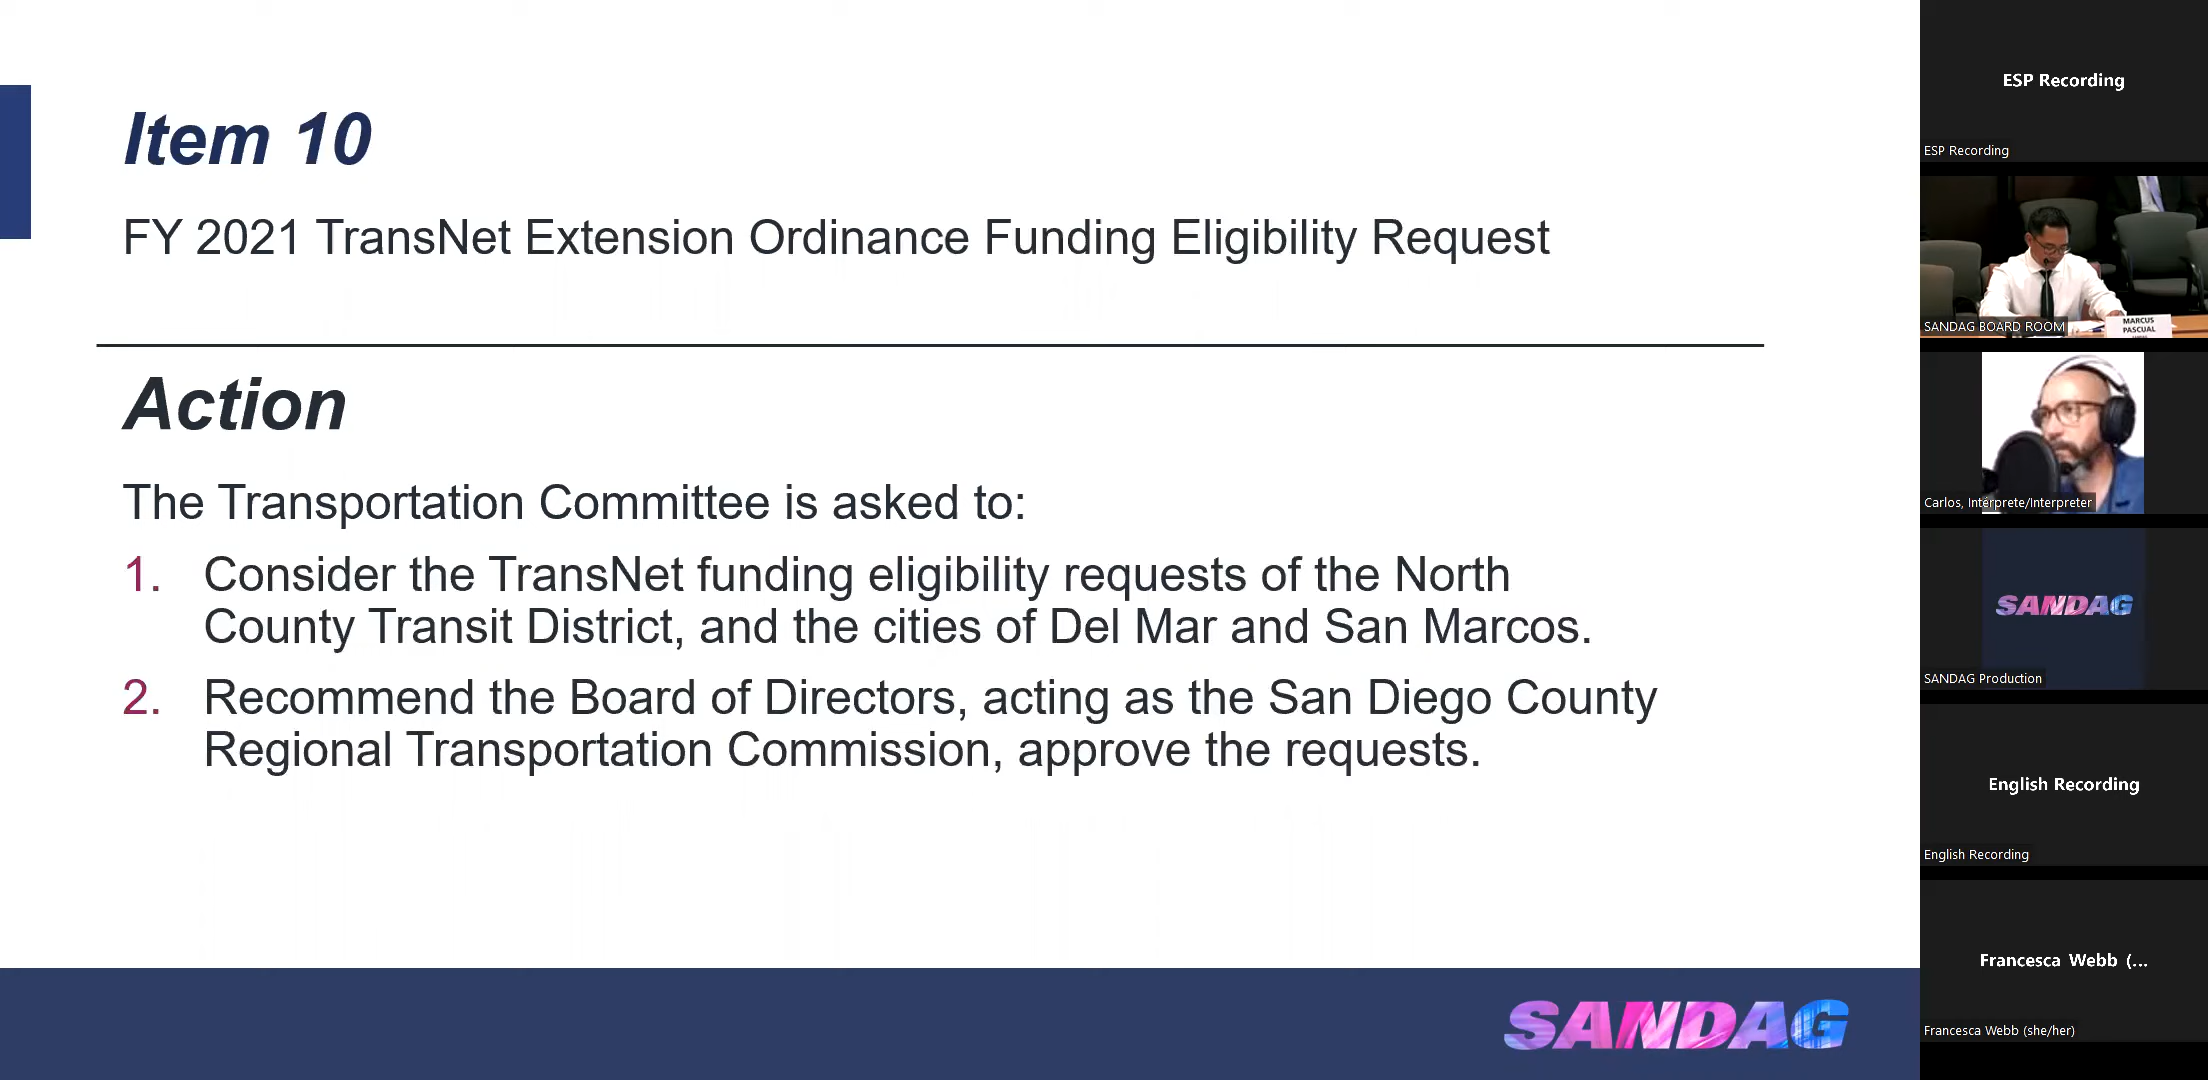 Item 10
FY 2021 TransNet Extension Ordinance Funding Eligibility Request
Action
The Transportation Committee is asked to:
1. Consider the TransNet funding eligibility requests of the North
County Transit District, and the cities of Del Mar and San Marcos.
2. Recommend the Board of Directors, acting as the San Diego County
Regional Transportation Commission, approve the requests.
SANDAG
ESP Recording
ESP Recording
MARCUS
PASCUAL
SANDAG BOARD ROOM
Carlos, Intérprete/Interpreter
SANDAG
SANDAG Production
English Recording
English Recording
Francesca Webb (...
Francesca Webb (she/her)